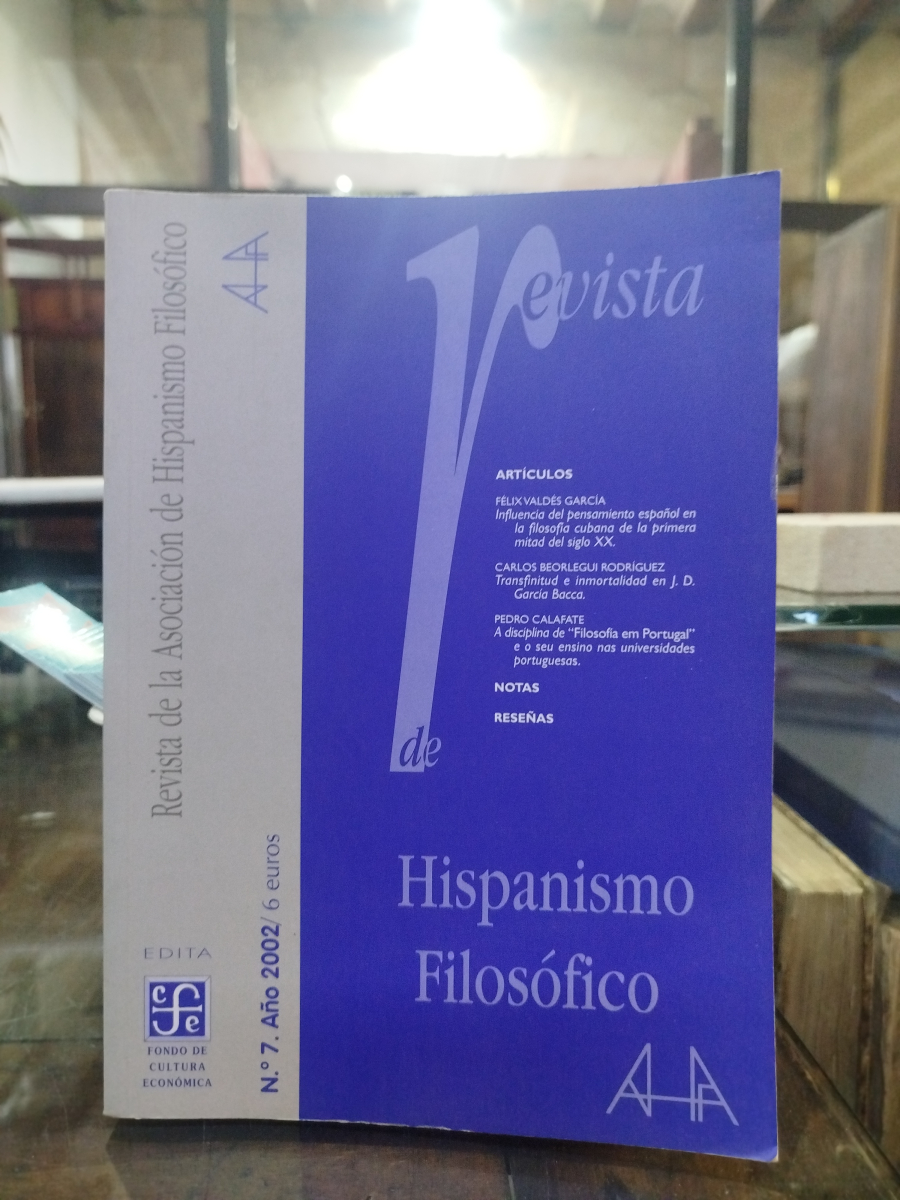 Revista de la Asociación de Hispanismo Filosófico
AHF
N.º 7. Año 2002/ 6 euros
EDITA
cfe
FONDO DE
CULTURA
ECONÓMICA
revista
ARTÍCULOS
FÉLIX VALDÉS GARCÍA
Influencia del pensamiento español en
la filosofía cubana de la primera
mitad del siglo XX.
CARLOS BEORLEGUI RODRÍGUEZ
Transfinitud e inmortalidad en J. D.
García Bacca.
PEDRO CALAFATE
A disciplina de "Filosofia em Portugal"
e o seu ensino nas universidades
portuguesas.
NOTAS
RESEÑAS
de
Hispanismo
Filosófico
AHF